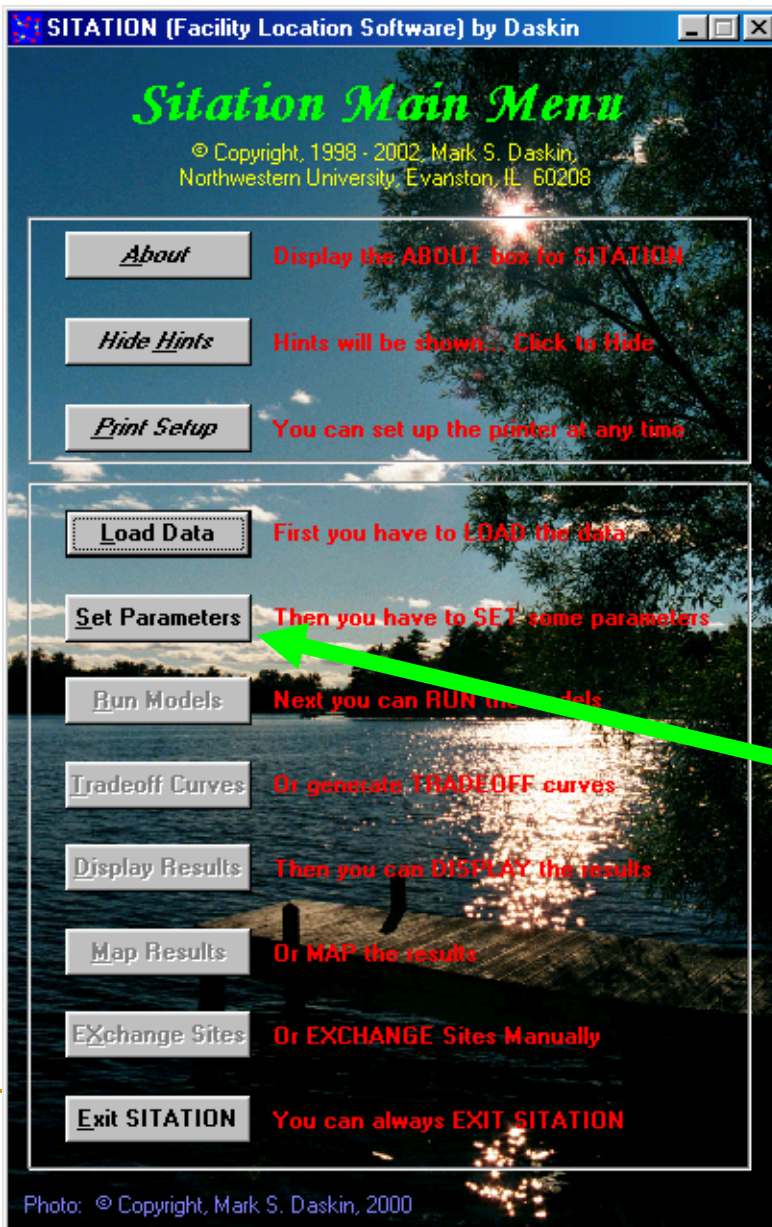 SITATION (Facility Location Software) by Daskin
Sitation Main Menu
© Copyright, 1998 - 2002, Mark S. Daskin,
Northwestern University, Evanston, IL 60208
About Display the ABOUT box for SITATION
Hide Hints Hints will be shown... Click to Hide
Print Setup You can set up the printer at any time
Load Data First you have to LOAD the data
Set Parameters Then you have to SET some parameters
Run Models Next you can RUN the models
Tradeoff Curves Or generate TRADEOFF curves
Display Results Then you can DISPLAY the results
Map Results Or MAP the results
EXchange Sites Or EXCHANGE Sites Manually
Exit SITATION You can always EXIT SITATION
Photo: © Copyright, Mark S. Daskin, 2000